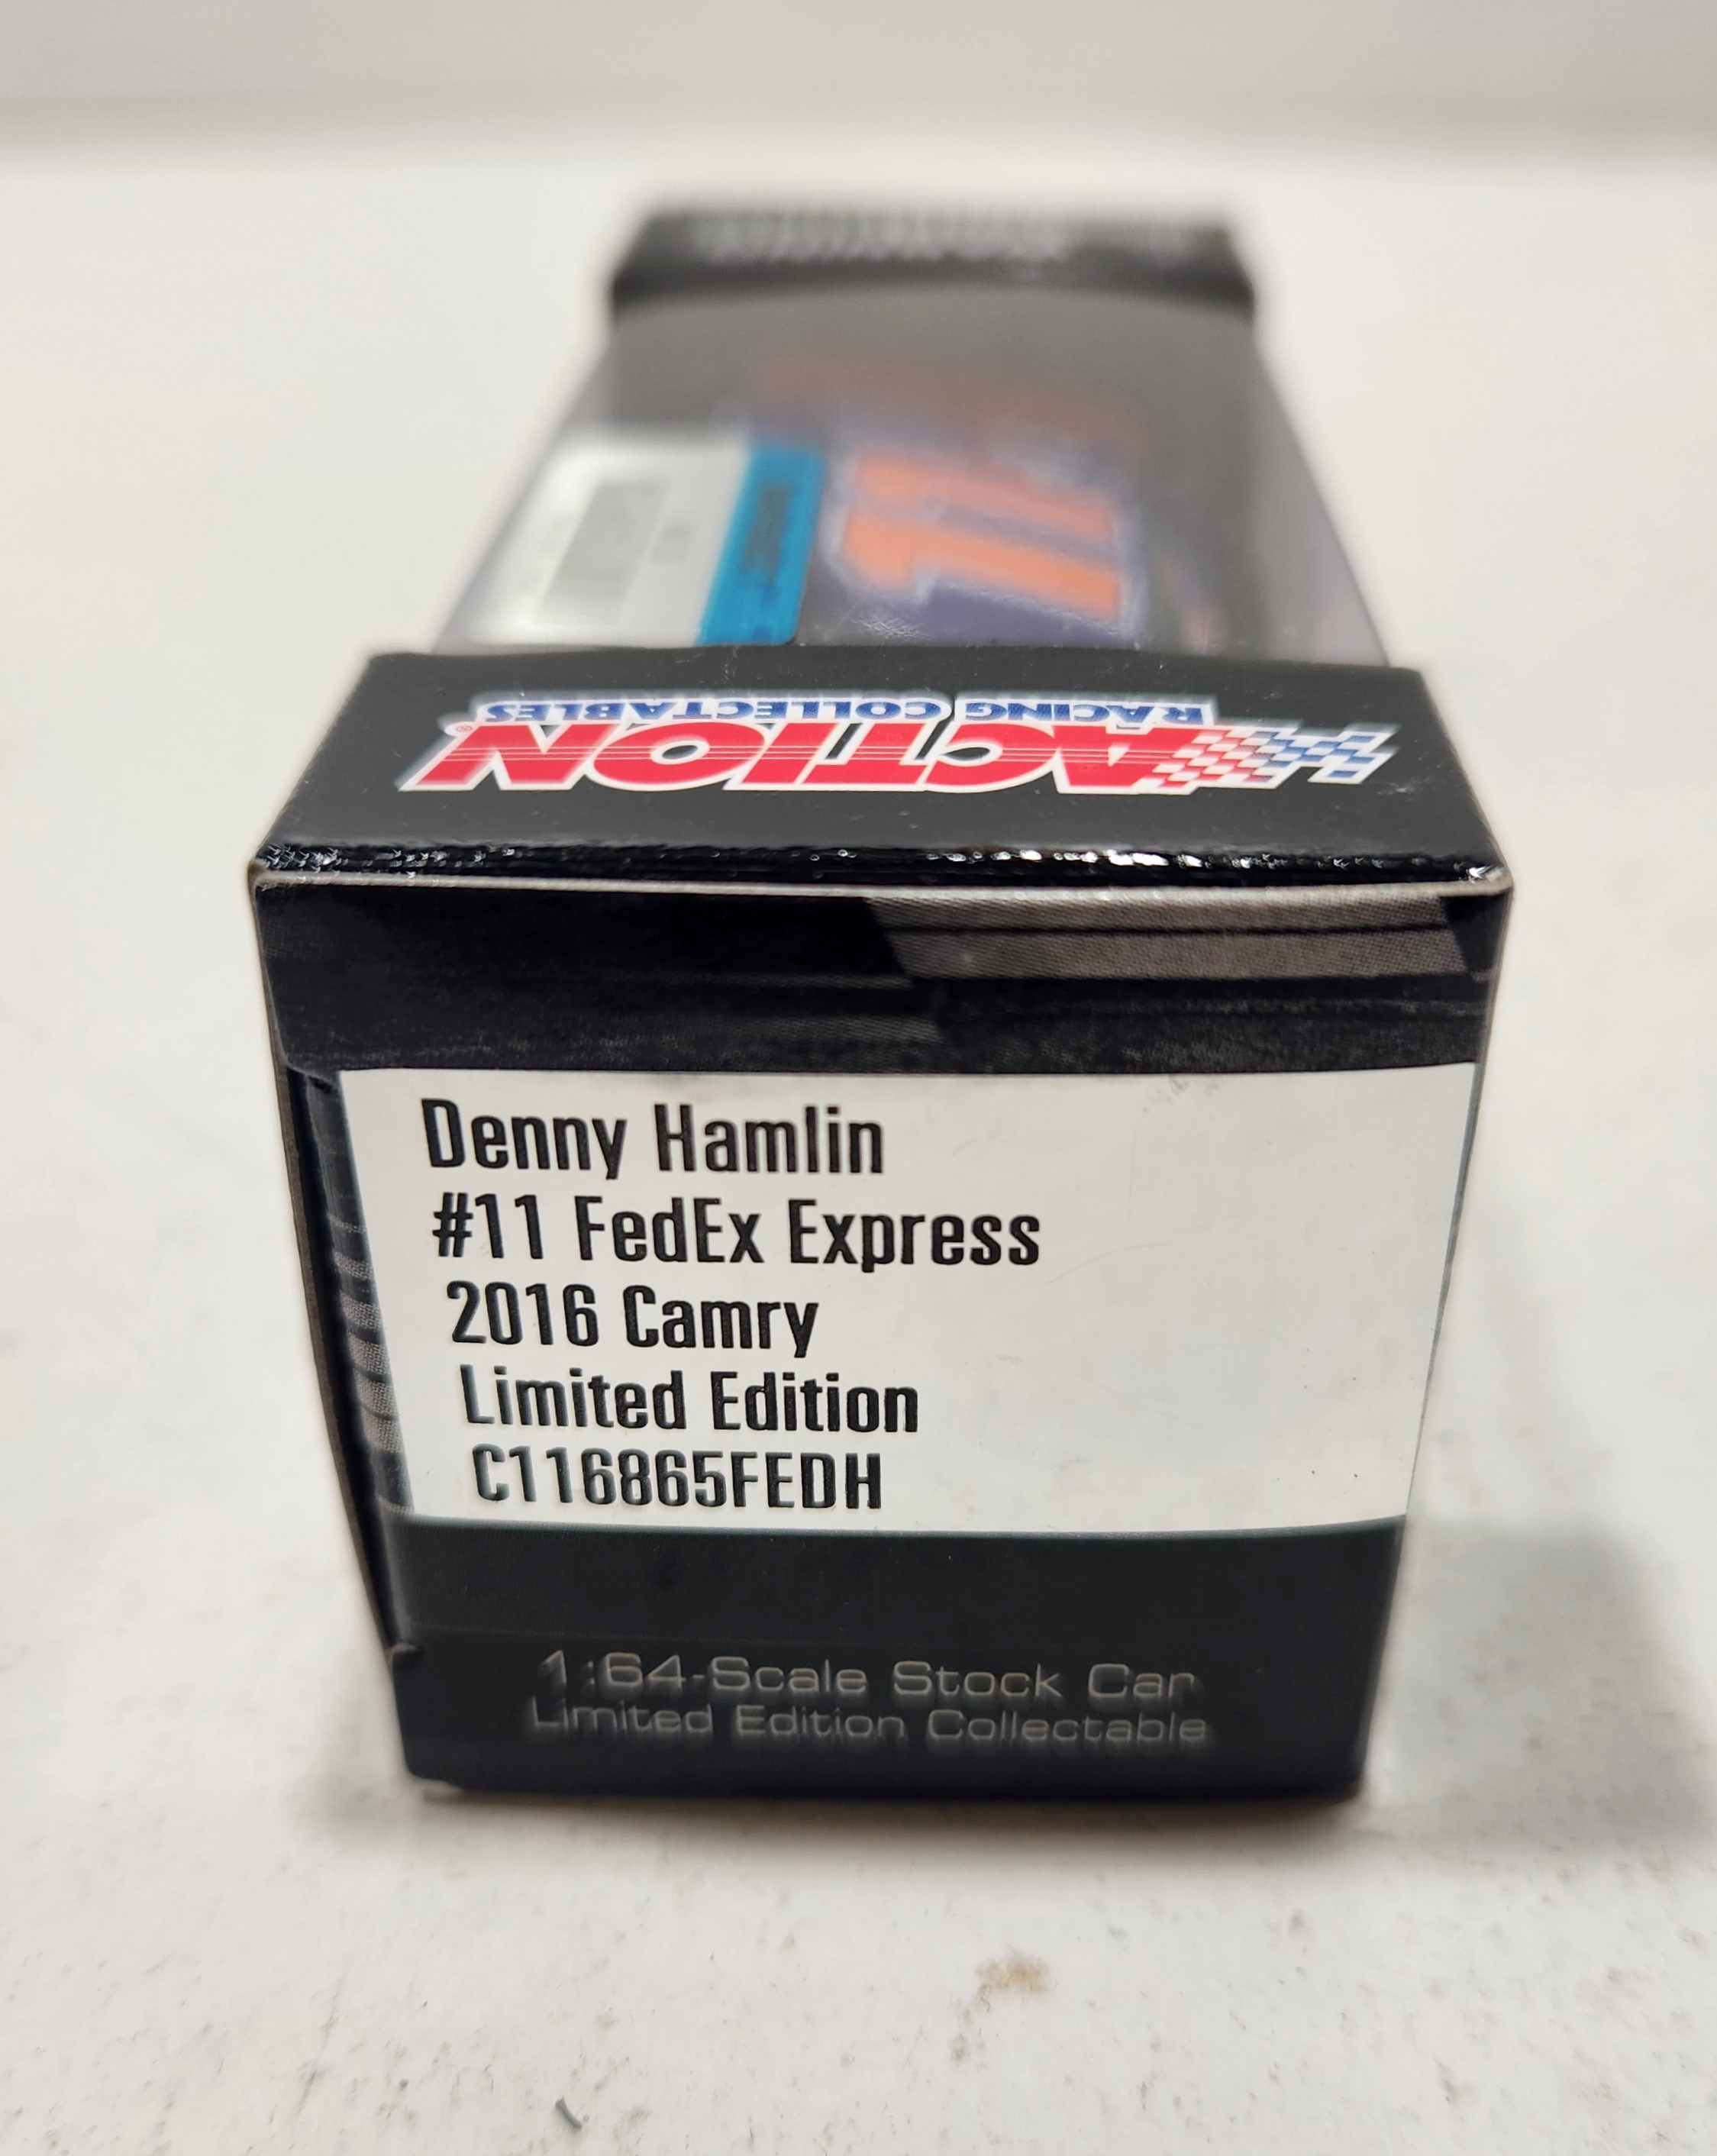 11
ACTION®
RACING COLLECTABLES
Denny Hamlin
#11 FedEx Express
2016 Camry
Limited Edition
C116865FEDH
1:64-Scale Stock Car
Limited Edition Collectable